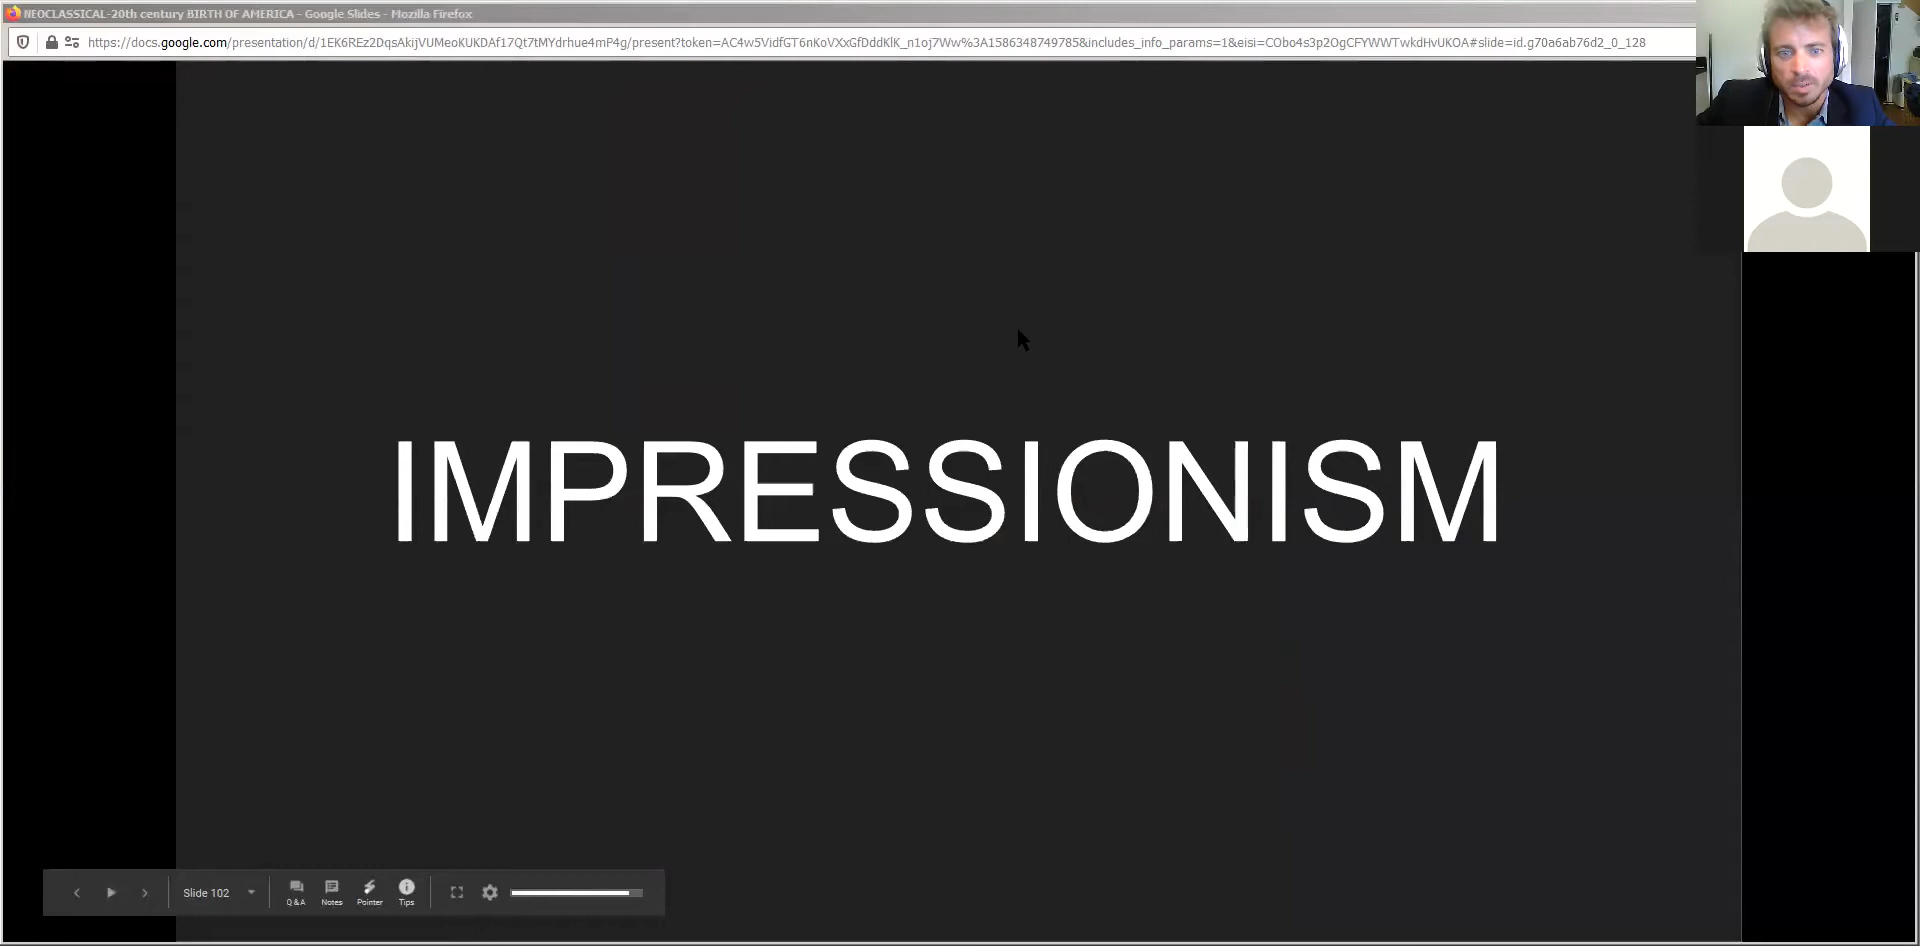 NEOCLASSICAL-20th century BIRTH OF AMERICA - Google Slides - Mozilla Firefox
https://docs.google.com/presentation/d/1EK6REz2DqsAkijVUMeoKUKDAf17Qt7tMYdrhue4mP4g/present?token=AC4w5VidfGT6nKoVXxGfDddKlK_n1oj7Ww%3A1586348749785&includes_info_params=1&eisi=CObo4s3p2OgCFYWWTwkdHvUKOA#slide=id.g70a6ab76d2_0_128
IMPRESSIONISM
Slide 102
Q&A Notes Pointer Tips